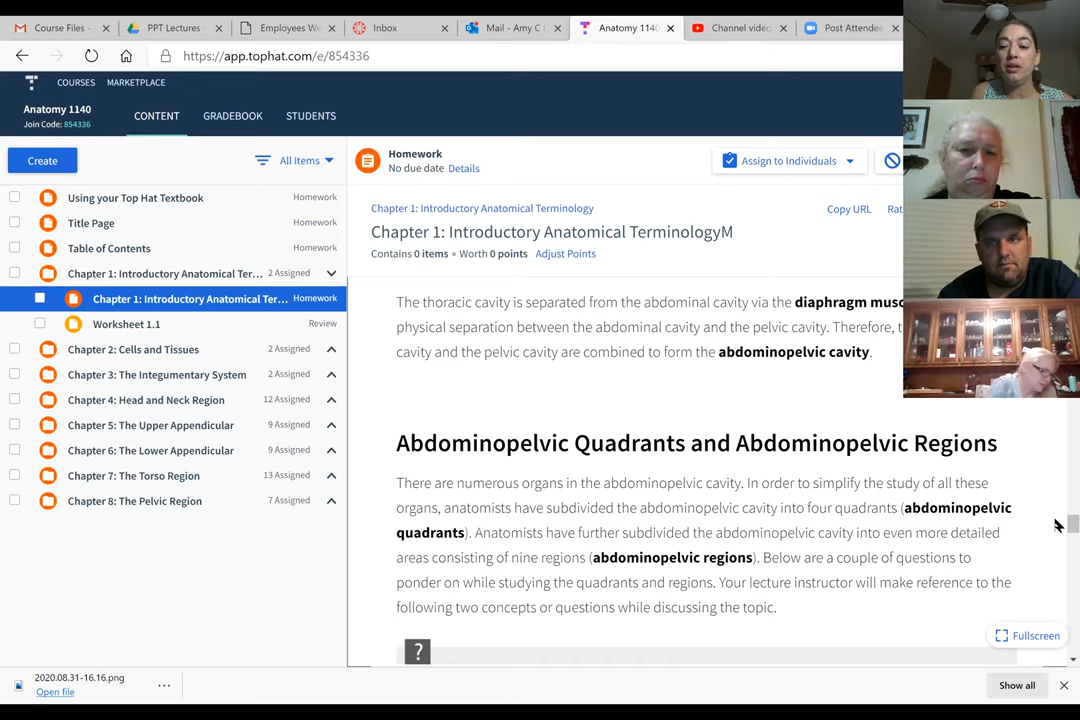 Course Files -
PPT Lectures
Employees We
Inbox
Mail - Amy C
Anatomy 1140
Channel video
Post Attendee
https://app.tophat.com/e/854336
COURSES MARKETPLACE
Anatomy 1140
Join Code: 854336
CONTENT GRADEBOOK STUDENTS
Create
All Items
Using your Top Hat Textbook Homework
Title Page Homework
Table of Contents Homework
Chapter 1: Introductory Anatomical Ter... 2 Assigned
Chapter 1: Introductory Anatomical Ter... Homework
Worksheet 1.1 Review
Chapter 2: Cells and Tissues 2 Assigned
Chapter 3: The Integumentary System 2 Assigned
Chapter 4: Head and Neck Region 12 Assigned
Chapter 5: The Upper Appendicular 9 Assigned
Chapter 6: The Lower Appendicular 9 Assigned
Chapter 7: The Torso Region 13 Assigned
Chapter 8: The Pelvic Region 7 Assigned
Homework
No due date Details
Assign to Individuals
Chapter 1: Introductory Anatomical Terminology
Copy URL
Chapter 1: Introductory Anatomical TerminologyM
Contains 0 items • Worth 0 points Adjust Points
The thoracic cavity is separated from the abdominal cavity via the diaphragm
physical separation between the abdominal cavity and the pelvic cavity. Therefore,
cavity and the pelvic cavity are combined to form the abdominopelvic cavity.
Abdominopelvic Quadrants and Abdominopelvic Regions
There are numerous organs in the abdominopelvic cavity. In order to simplify the study of all these
organs, anatomists have subdivided the abdominopelvic cavity into four quadrants (abdominopelvic
quadrants). Anatomists have further subdivided the abdominopelvic cavity into even more detailed
areas consisting of nine regions (abdominopelvic regions). Below are a couple of questions to
ponder on while studying the quadrants and regions. Your lecture instructor will make reference to the
following two concepts or questions while discussing the topic.
?
Fullscreen
2020.08.31-16.16.png
Open file
...
Show all